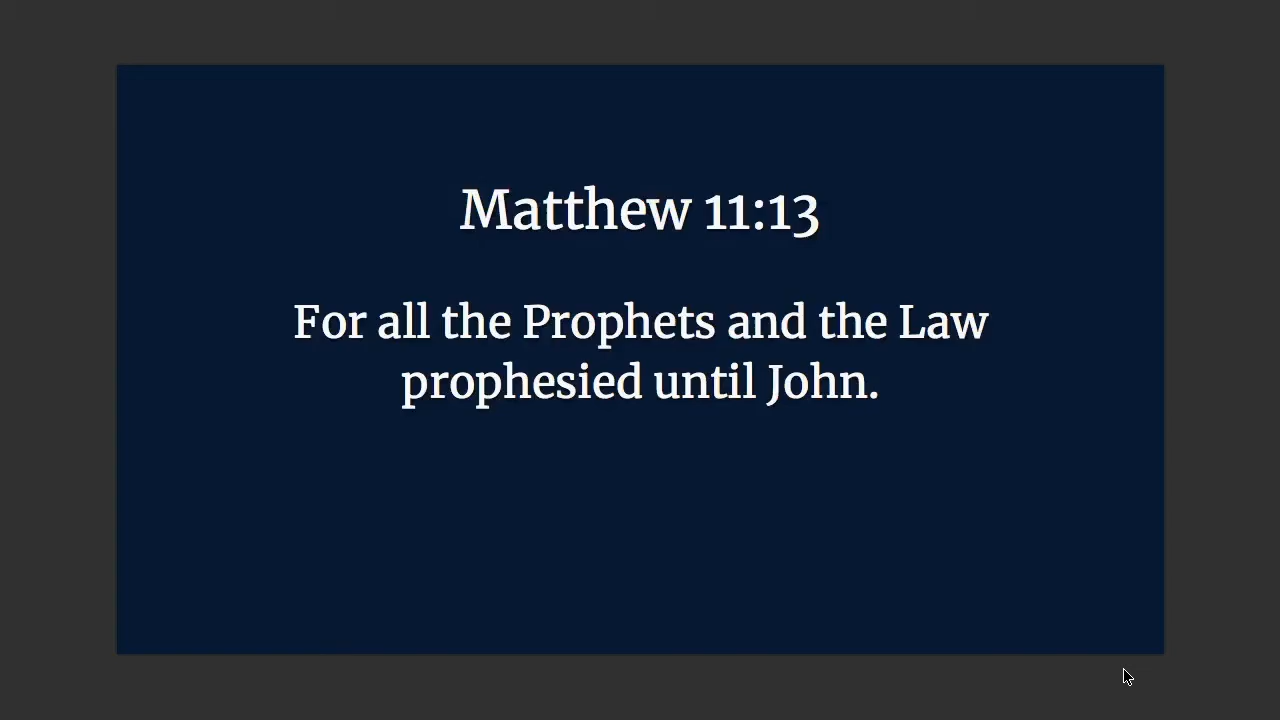 Matthew 11:13
For all the Prophets and the Law
prophesied until John.